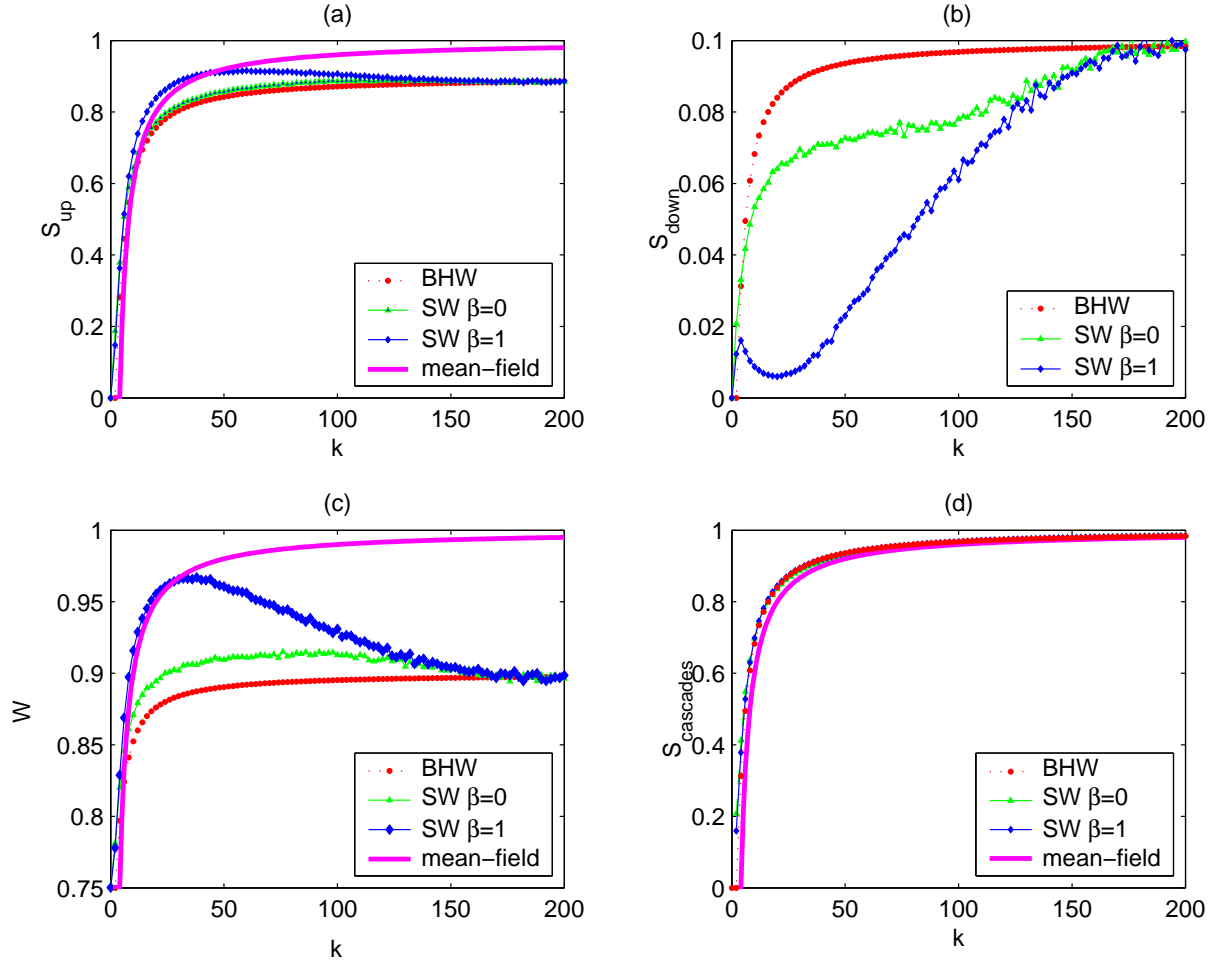 (a)
1
0.8
0.6
0.4
0.2
0
S_up
BHW
SW β=0
SW β=1
mean−field
0 50 100 150 200
k
(b)
0.1
0.08
0.06
0.04
0.02
0
S_down
BHW
SW β=0
SW β=1
0 50 100 150 200
k
(c)
1
0.95
0.9
0.85
0.8
0.75
W
BHW
SW β=0
SW β=1
mean−field
0 50 100 150 200
k
(d)
1
0.8
0.6
0.4
0.2
0
S_cascades
BHW
SW β=0
SW β=1
mean−field
0 50 100 150 200
k